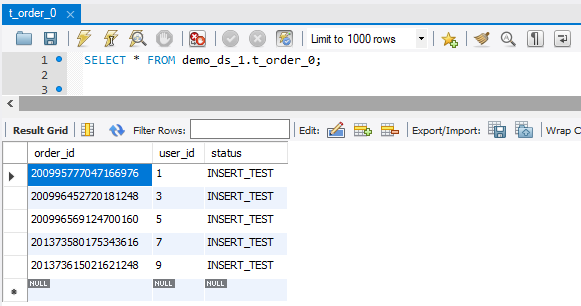 t_order_0
Limit to 1000 rows
1 SELECT * FROM demo_ds_1.t_order_0;
2
3
Result Grid Filter Rows: Edit: Export/Import: Wrap C
order_id user_id status
200995777047166976 1 INSERT_TEST
200996452720181248 3 INSERT_TEST
200996569124700160 5 INSERT_TEST
201373580175343616 7 INSERT_TEST
201373615021621248 9 INSERT_TEST
NULL NULL NULL